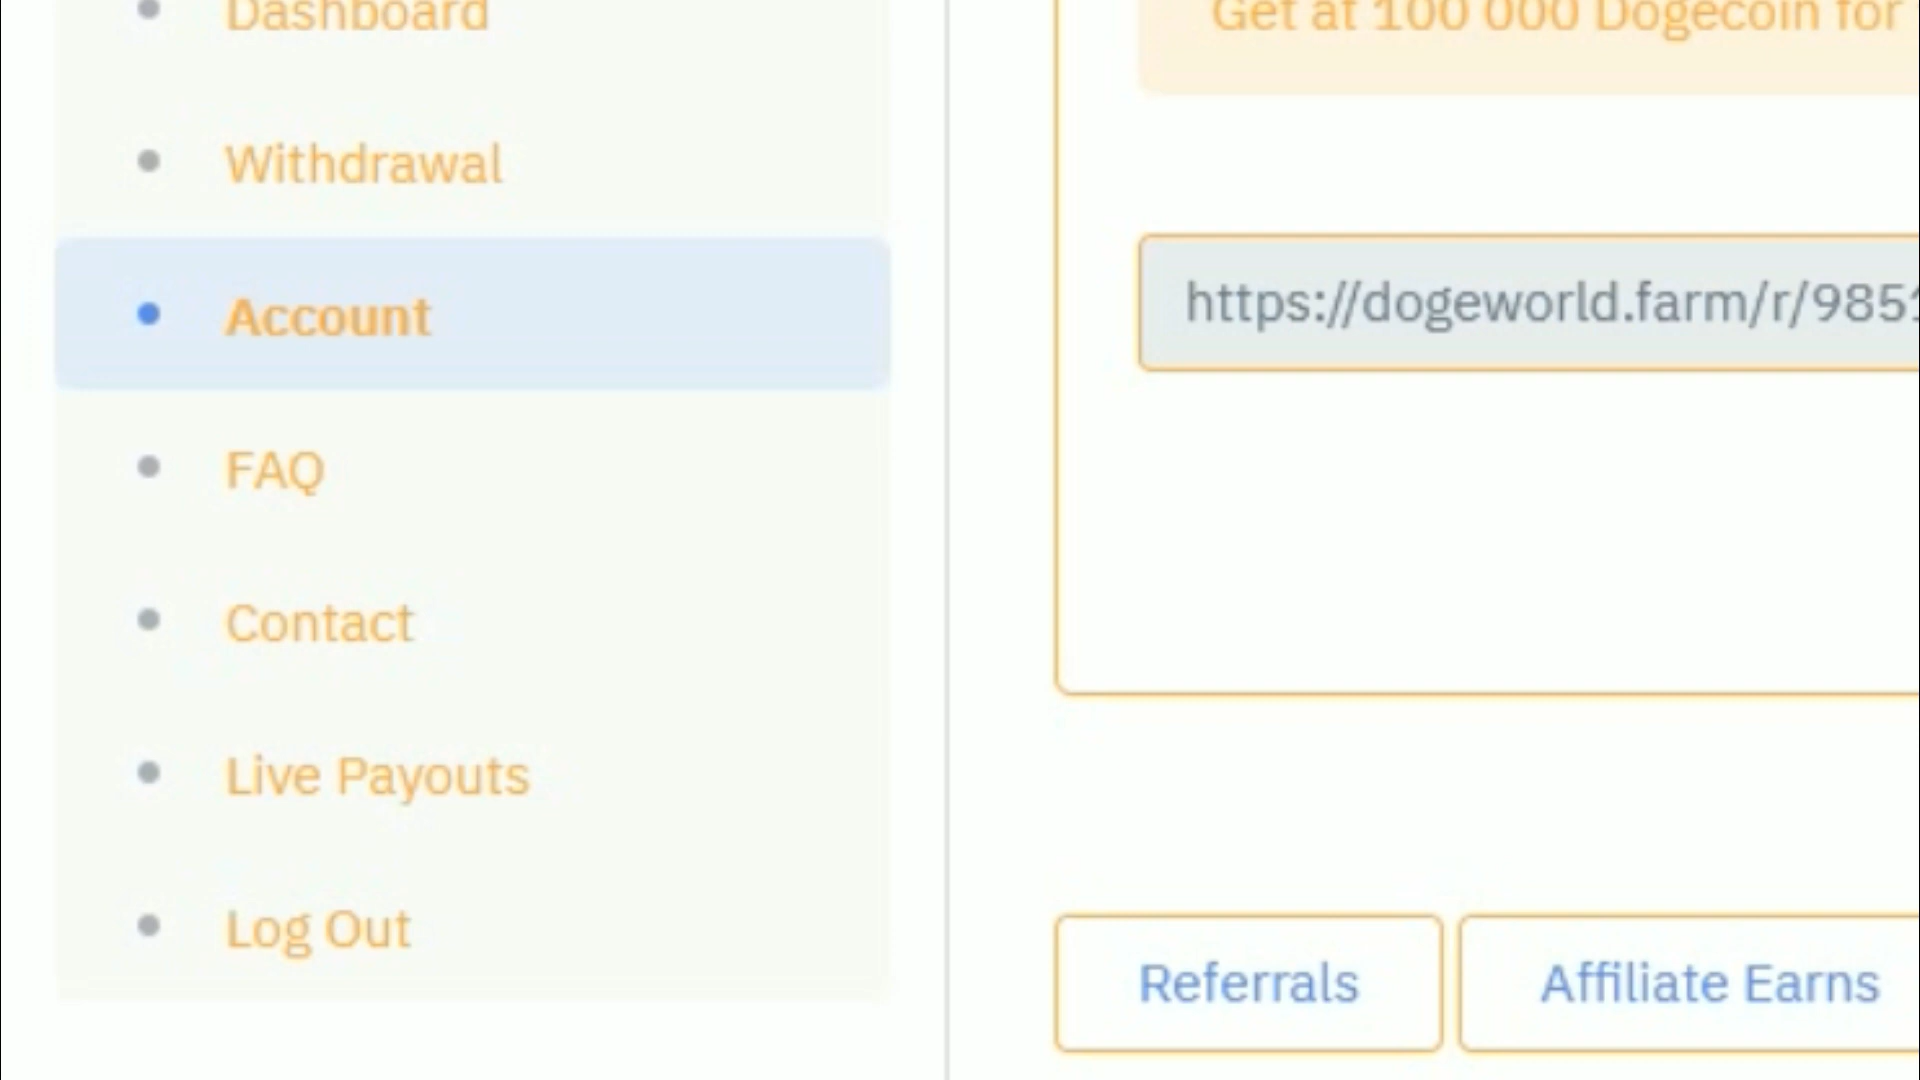 Dashboard
Withdrawal
Account
FAQ
Contact
Live Payouts
Log Out
Get at 100 000 Dogecoin for
https://dogeworld.farm/r/9851
Referrals
Affiliate Earns